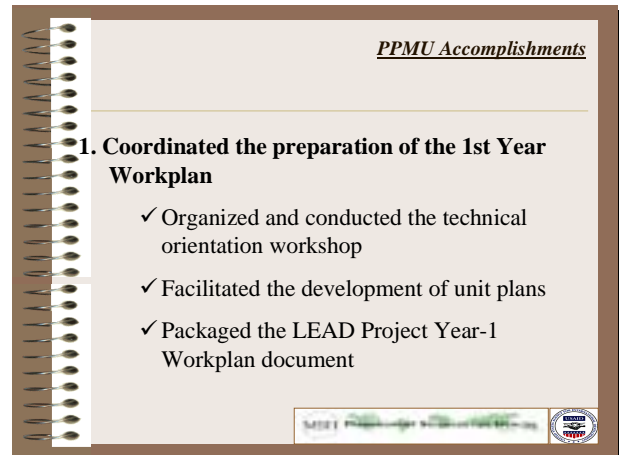 PPMU Accomplishments
1. Coordinated the preparation of the 1st Year
Workplan
✓ Organized and conducted the technical
orientation workshop
✓ Facilitated the development of unit plans
✓ Packaged the LEAD Project Year-1
Workplan document
USAID